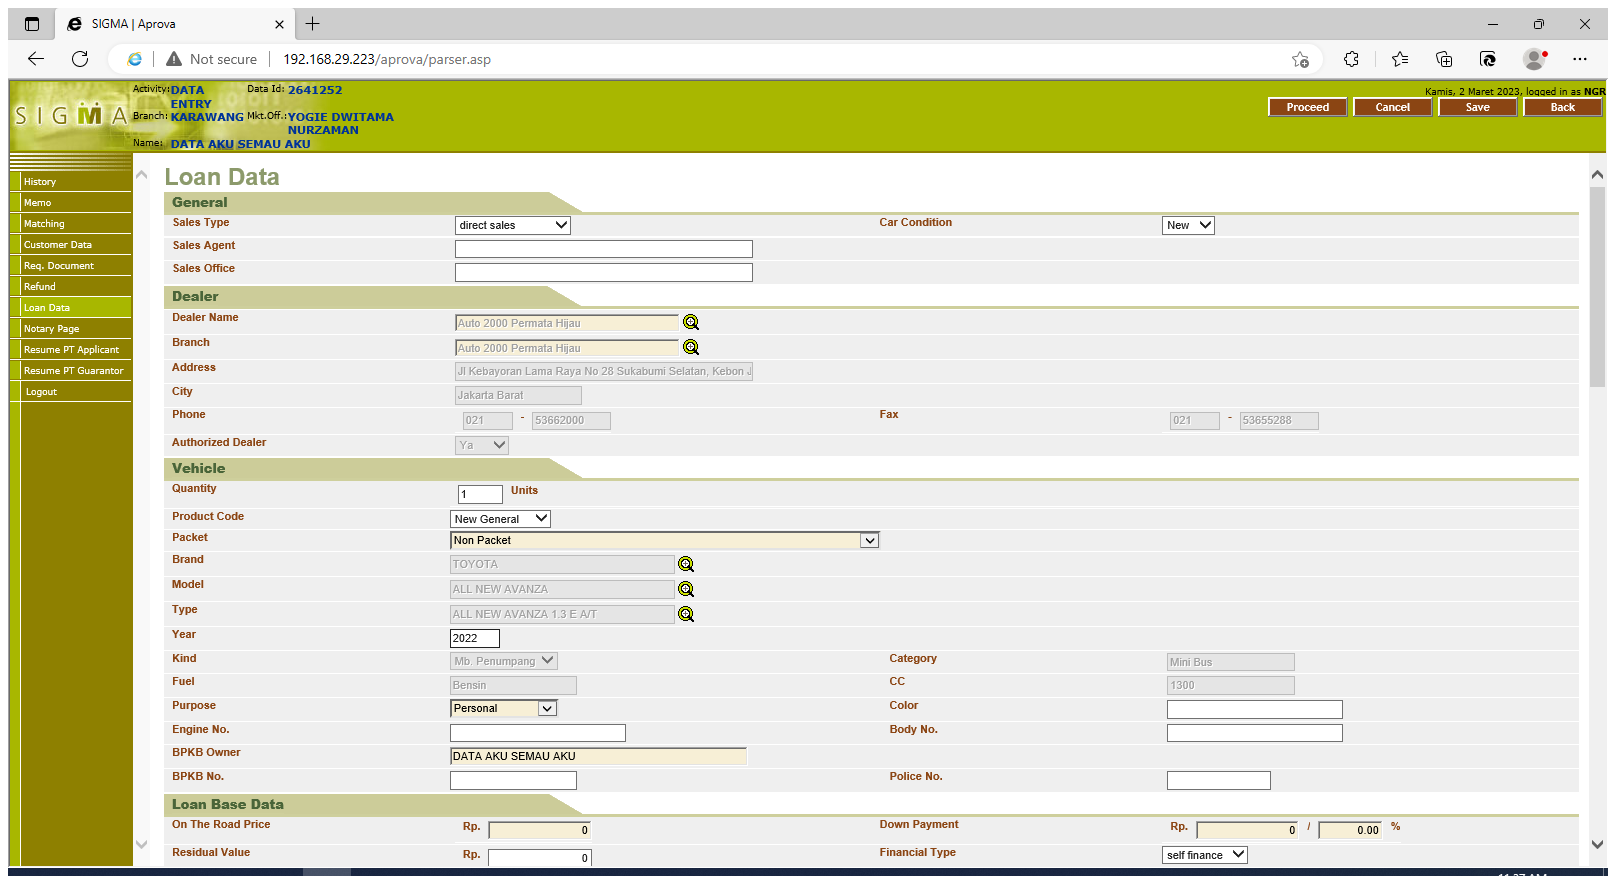 SIGMA | Aprova
Not secure 192.168.29.223/aprova/parser.asp
SIGMA
Activity: DATA ENTRY Data Id: 2641252
Branch: KARAWANG Mkt.Off.: YOGIE DWITAMA NURZAMAN
Name: DATA AKU SEMAU AKU
Kamis, 2 Maret 2023, logged in as NGR
Proceed Cancel Save Back
History
Memo
Matching
Customer Data
Req. Document
Refund
Loan Data
Notary Page
Resume PT Applicant
Resume PT Guarantor
Logout
Loan Data
General
Sales Type direct sales Car Condition New
Sales Agent
Sales Office
Dealer
Dealer Name Auto 2000 Permata Hijau
Branch Auto 2000 Permata Hijau
Address Jl Kebayoran Lama Raya No 28 Sukabumi Selatan, Kebon J
City Jakarta Barat
Phone 021 - 53662000 Fax 021 - 53655288
Authorized Dealer Ya
Vehicle
Quantity 1 Units
Product Code New General
Packet Non Packet
Brand TOYOTA
Model ALL NEW AVANZA
Type ALL NEW AVANZA 1.3 E A/T
Year 2022
Kind Mb. Penumpang Category Mini Bus
Fuel Bensin CC 1300
Purpose Personal Color
Engine No. Body No.
BPKB Owner DATA AKU SEMAU AKU
BPKB No. Police No.
Loan Base Data
On The Road Price Rp. 0 Down Payment Rp. 0 / 0.00 %
Residual Value Rp. 0 Financial Type self finance